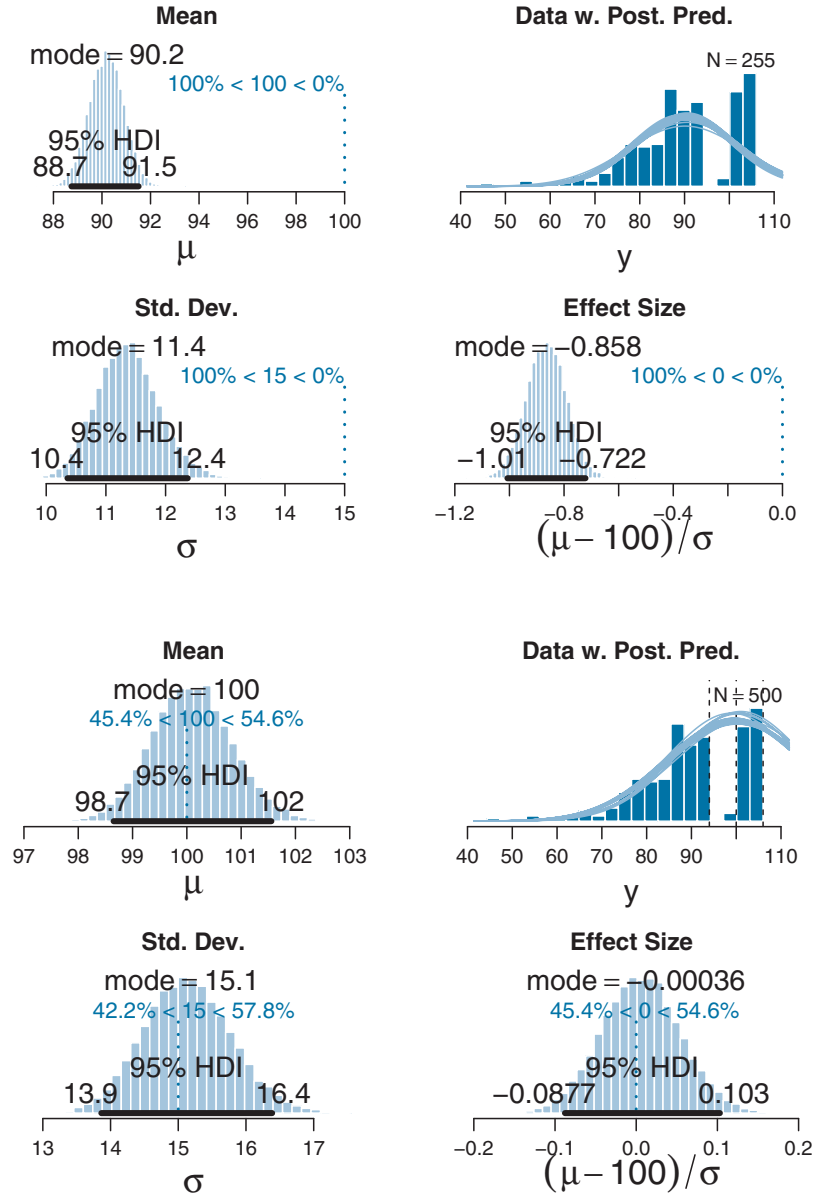 Mean
mode = 90.2
100% < 100 < 0%
95% HDI
88.7 91.5
88 90 92 94 96 98 100
μ
Data w. Post. Pred.
N = 255
40 50 60 70 80 90 110
y
Std. Dev.
mode = 11.4
100% < 15 < 0%
95% HDI
10.4 12.4
10 11 12 13 14 15
σ
Effect Size
mode = −0.858
100% < 0 < 0%
95% HDI
−1.01 −0.722
−1.2 −0.8 −0.4 0.0
(μ − 100)/σ
Mean
mode = 100
45.4% < 100 < 54.6%
95% HDI
98.7 102
97 98 99 100 101 102 103
μ
Data w. Post. Pred.
N = 500
40 50 60 70 80 90 110
y
Std. Dev.
mode = 15.1
42.2% < 15 < 57.8%
95% HDI
13.9 16.4
13 14 15 16 17
σ
Effect Size
mode = −0.00036
45.4% < 0 < 54.6%
95% HDI
−0.0877 0.103
−0.2 −0.1 0.0 0.1 0.2
(μ − 100)/σ